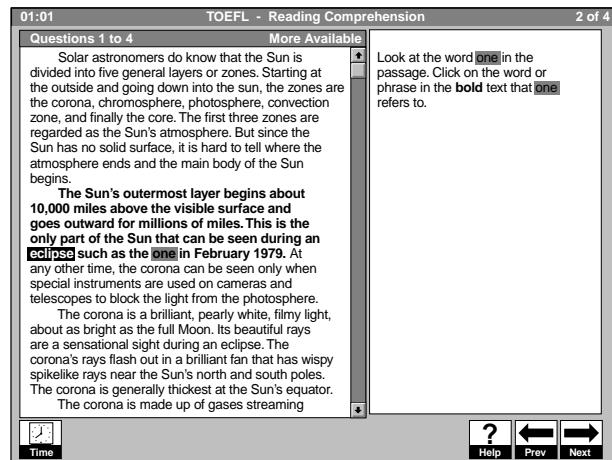 01:01 TOEFL - Reading Comprehension 2 of 4
Questions 1 to 4 More Available
Solar astronomers do know that the Sun is
divided into five general layers or zones. Starting at
the outside and going down into the sun, the zones are
the corona, chromosphere, photosphere, convection
zone, and finally the core. The first three zones are
regarded as the Sun's atmosphere. But since the
Sun has no solid surface, it is hard to tell where the
atmosphere ends and the main body of the Sun
begins.
The Sun's outermost layer begins about
10,000 miles above the visible surface and
goes outward for millions of miles. This is the
only part of the Sun that can be seen during an
eclipse such as the one in February 1979. At
any other time, the corona can be seen only when
special instruments are used on cameras and
telescopes to block the light from the photosphere.
The corona is a brilliant, pearly white, filmy light,
about as bright as the full Moon. Its beautiful rays
are a sensational sight during an eclipse. The
corona's rays flash out in a brilliant fan that has wispy
spikelike rays near the Sun's north and south poles.
The corona is generally thickest at the Sun's equator.
The corona is made up of gases streaming
Look at the word one in the
passage. Click on the word or
phrase in the bold text that one
refers to.
Time
?
Help Prev Next